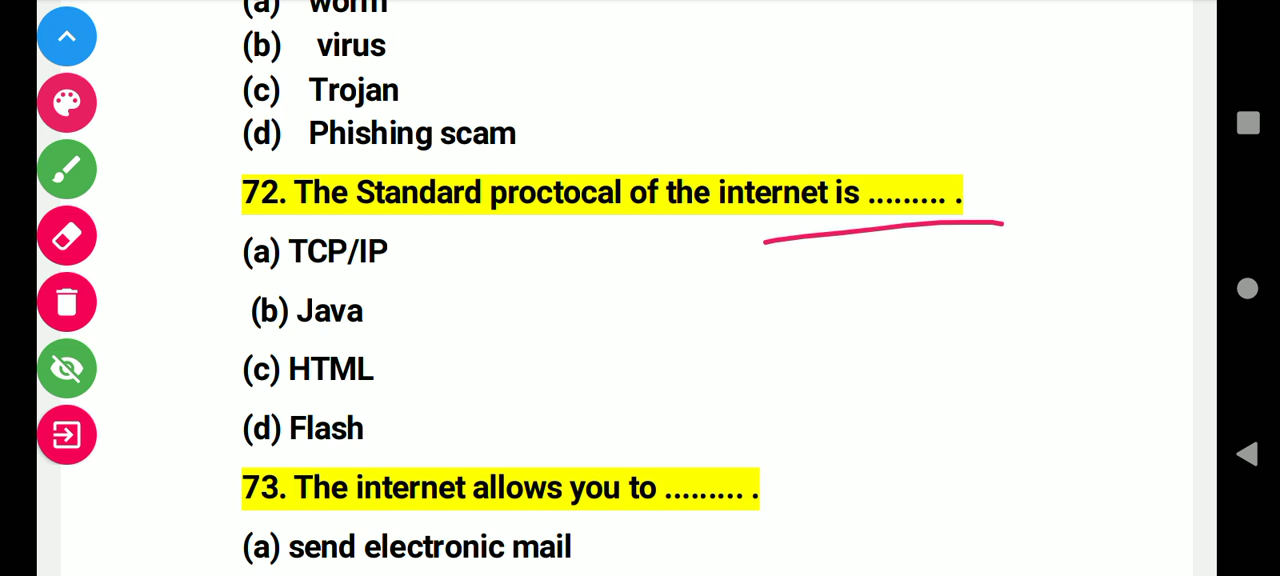 (a) worm
(b) virus
(c) Trojan
(d) Phishing scam
72. The Standard proctocal of the internet is ......... .
(a) TCP/IP
(b) Java
(c) HTML
(d) Flash
73. The internet allows you to ......... .
(a) send electronic mail